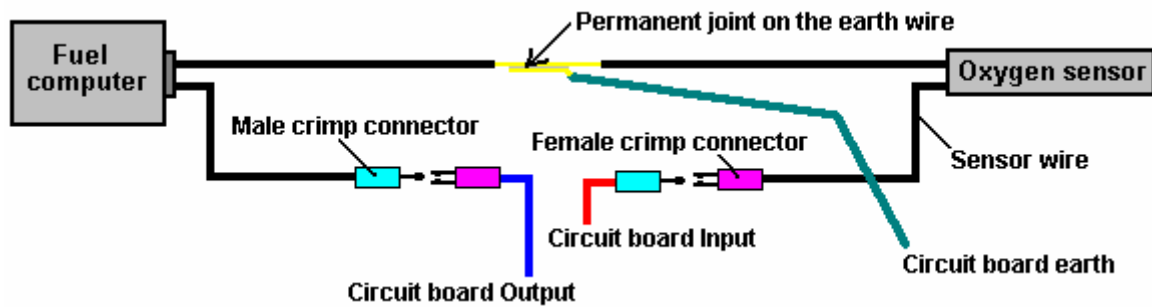 Permanent joint on the earth wire
Fuel
computer
Oxygen sensor
Male crimp connector
Female crimp connector
Sensor wire
Circuit board Input
Circuit board earth
Circuit board Output